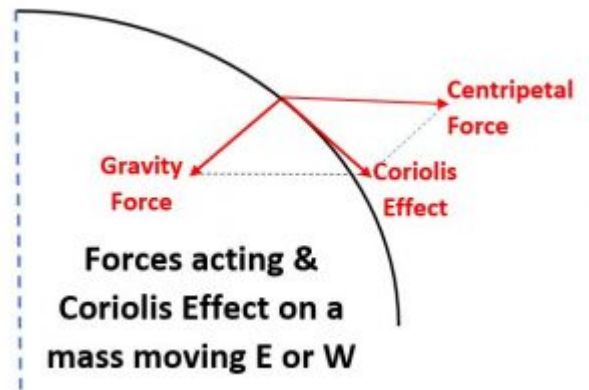 Centripetal
Force
Gravity
Force
Coriolis
Effect
Forces acting &
Coriolis Effect on a
mass moving E or W